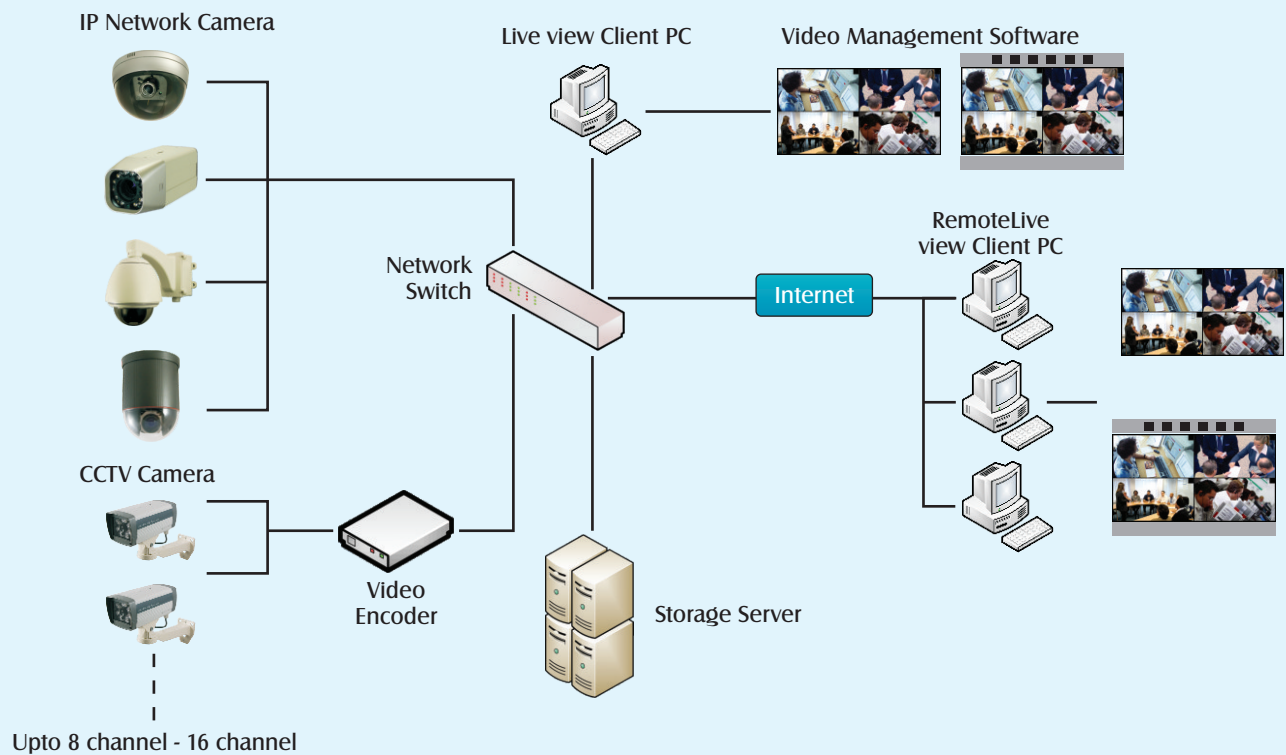 IP Network Camera
Live view Client PC
Video Management Software
RemoteLive
view Client PC
Network
Switch
Internet
CCTV Camera
Video
Encoder
Storage Server
Upto 8 channel - 16 channel